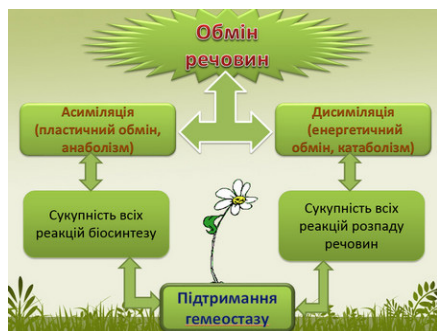 Обмін
речовин
Асиміляція
(пластичний обмін,
анаболізм)
Дисиміляція
(енергетичний
обмін, катаболізм)
Сукупність всіх
реакцій біосинтезу
Сукупність всіх
реакцій розпаду
речовин
Підтримання
гемеостазу